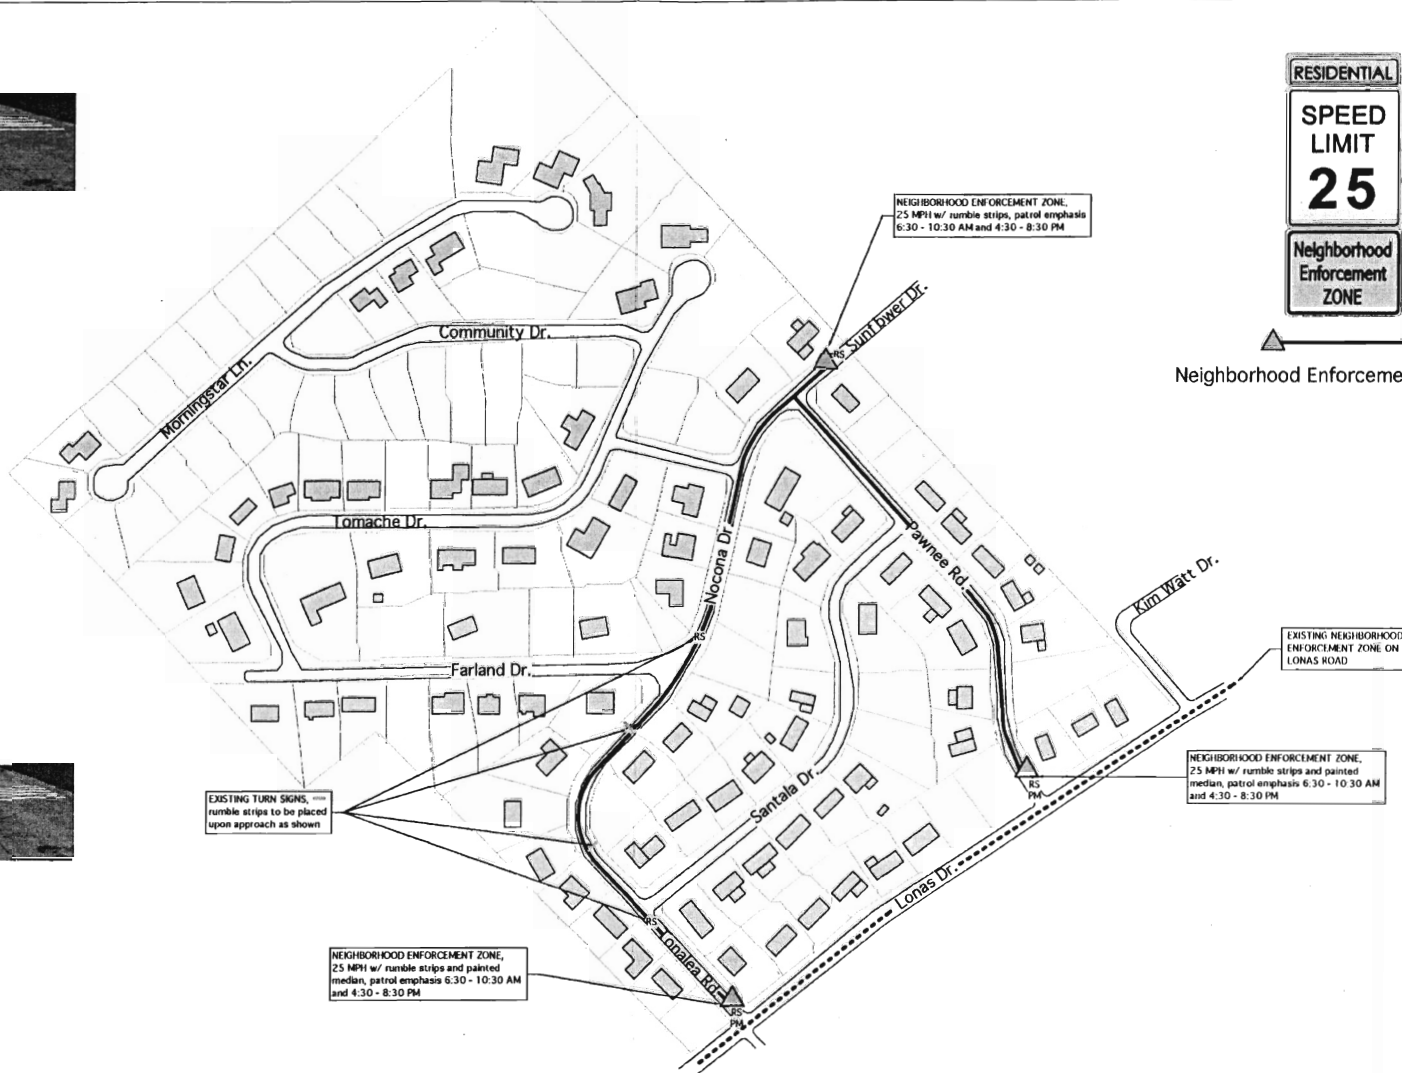 RESIDENTIAL
SPEED
LIMIT
25
Neighborhood
Enforcement
ZONE
Neighborhood Enforceme
NEIGHBORHOOD ENFORCEMENT ZONE,
25 MPH w/ rumble strips, patrol emphasis
6:30 - 10:30 AM and 4:30 - 8:30 PM
RS
Sunflower Dr.
Community Dr.
Morningstar Ln.
Tomache Dr.
Nocona Dr
Pawnee Rd.
Kim Watt Dr.
RS
Farland Dr.
EXISTING NEIGHBORHOOD
ENFORCEMENT ZONE ON
LONAS ROAD
NEIGHBORHOOD ENFORCEMENT ZONE,
25 MPH w/ rumble strips and painted
median, patrol emphasis 6:30 - 10:30 AM
and 4:30 - 8:30 PM
RS
PM
EXISTING TURN SIGNS,
rumble strips to be placed
upon approach as shown
Santala Dr.
Lonas Dr.
RS
Lonalea Rd
NEIGHBORHOOD ENFORCEMENT ZONE,
25 MPH w/ rumble strips and painted
median, patrol emphasis 6:30 - 10:30 AM
and 4:30 - 8:30 PM
RS
PM